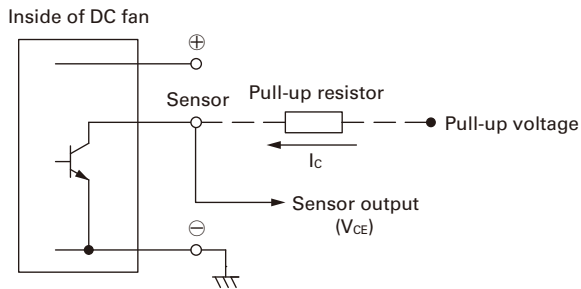 Inside of DC fan
⊕
Sensor
Pull-up resistor
Pull-up voltage
Ic
Sensor output
(VCE)
⊖